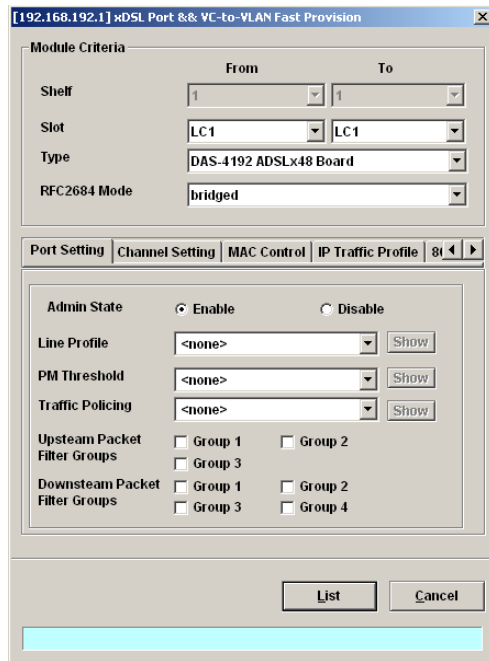 [192.168.192.1] xDSL Port && VC-to-VLAN Fast Provision
Module Criteria
From To
Shelf 1 1
Slot LC1 LC1
Type DAS-4192 ADSLx48 Board
RFC2684 Mode bridged
Port Setting Channel Setting MAC Control IP Traffic Profile
Admin State Enable Disable
Line Profile <none> Show
PM Threshold <none> Show
Traffic Policing <none> Show
Upsteam Packet Filter Groups
Group 1 Group 2
Group 3
Downsteam Packet Filter Groups
Group 1 Group 2
Group 3 Group 4
List Cancel